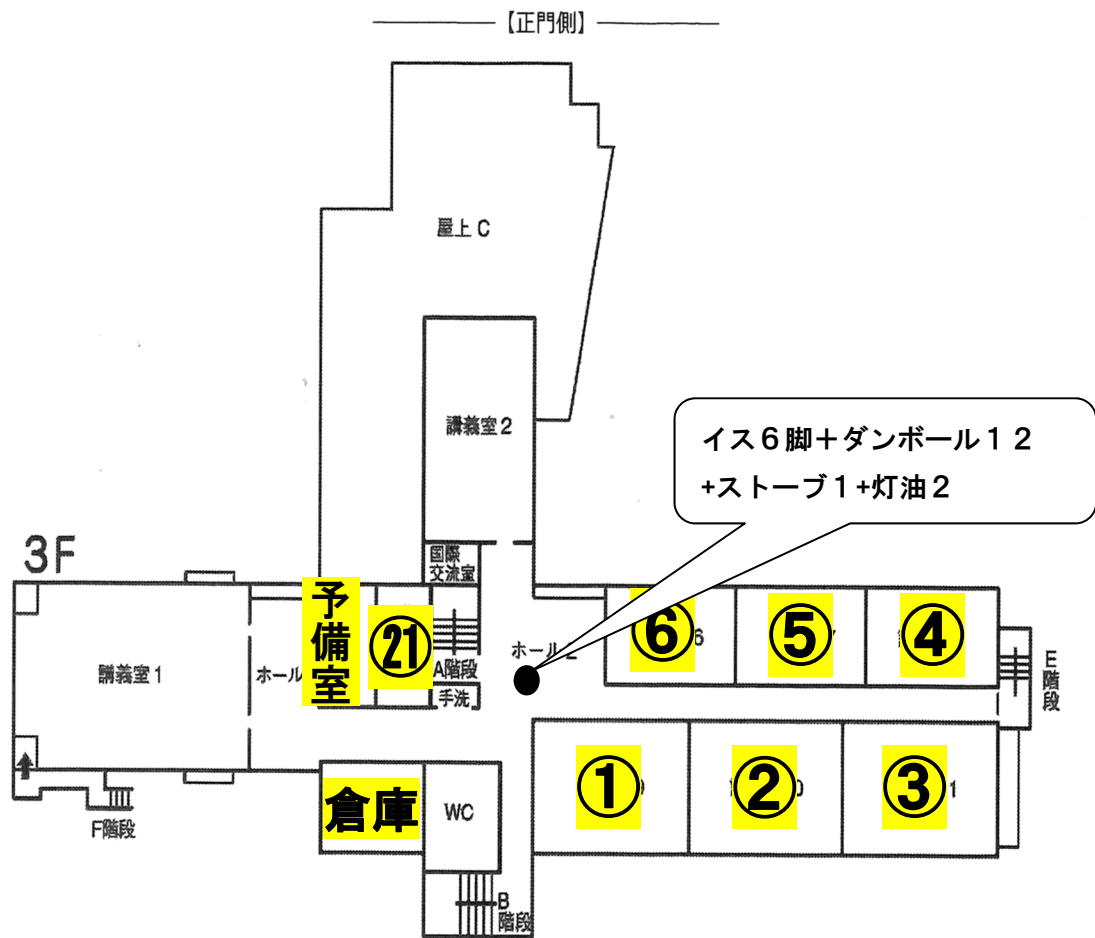 【正門側】
屋上C
講義室2
イス6脚+ダンボール12
+ストーブ1+灯油2
3F
国際
交流室
予備室
㉑
⑥
⑤
④
講義室1
ホール
A階段
手洗
ホール
E階段
①
②
③
倉庫
WC
F階段
B
階段